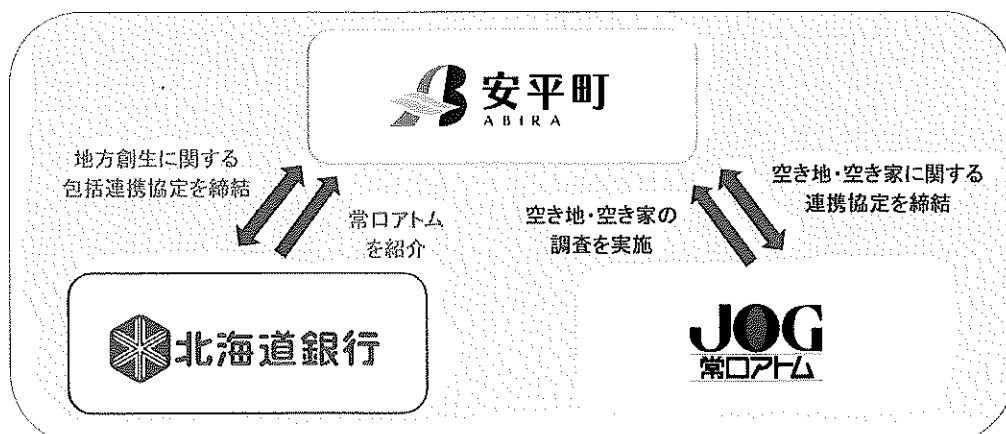 安平町
ABIRA
地方創生に関する
包括連携協定を締結
常口アトム
を紹介
空き地・空き家の
調査を実施
空き地・空き家に関する
連携協定を締結
北海道銀行
JOG
常口アトム